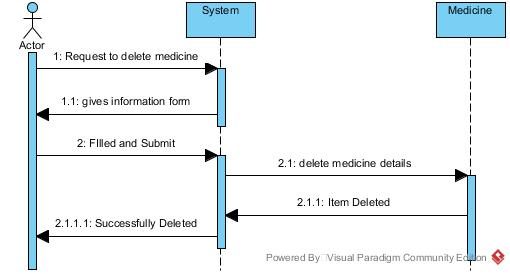 System
Medicine
Actor
1: Request to delete medicine
1.1: gives information form
2: FIlled and Submit
2.1: delete medicine details
2.1.1: Item Deleted
2.1.1.1: Successfully Deleted
Powered By Visual Paradigm Community Edition